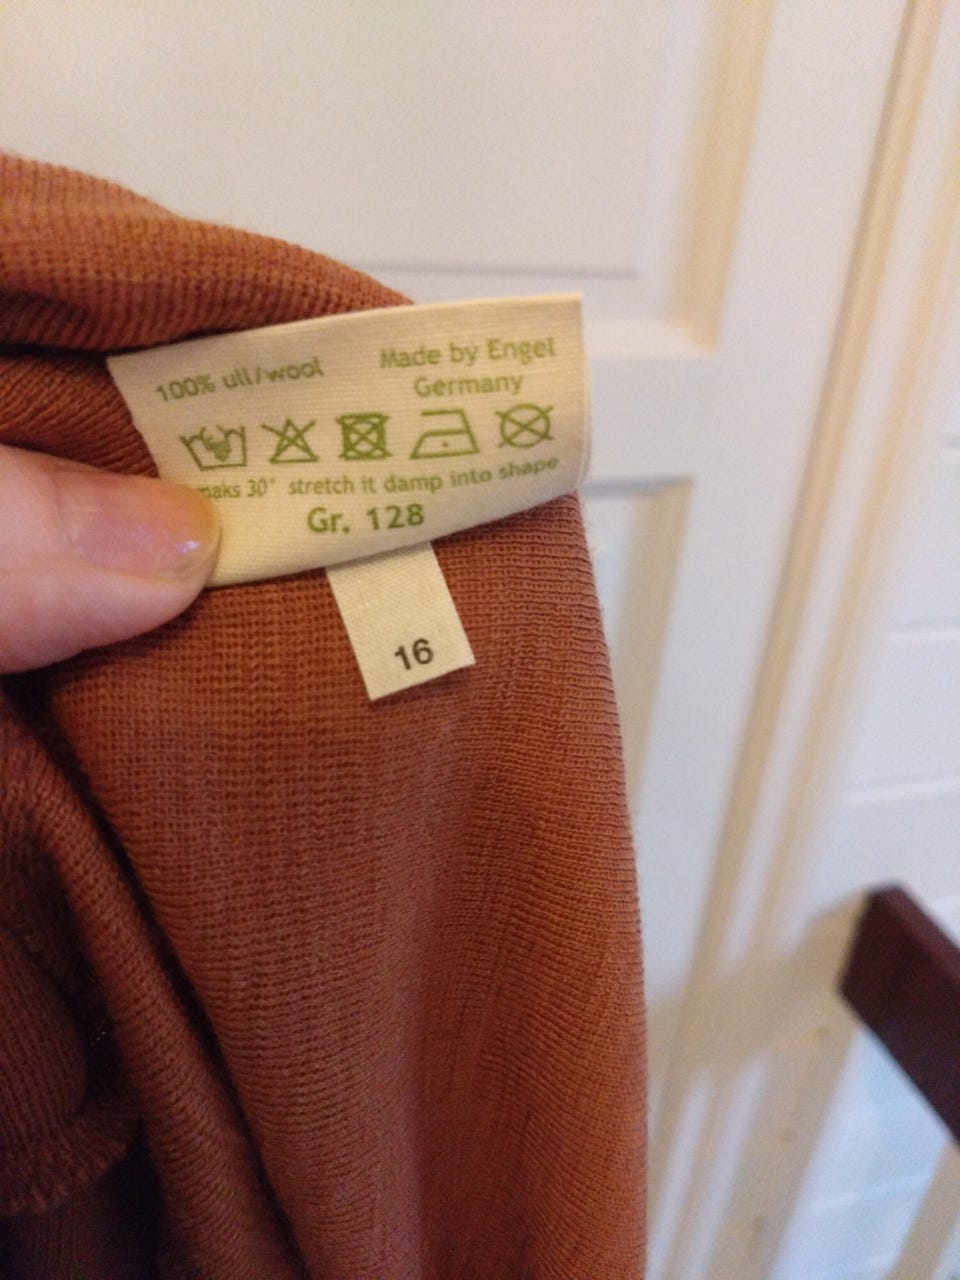 100% ull/wool
Made by Engel
Germany
maks 30° stretch it damp into shape
Gr. 128
16